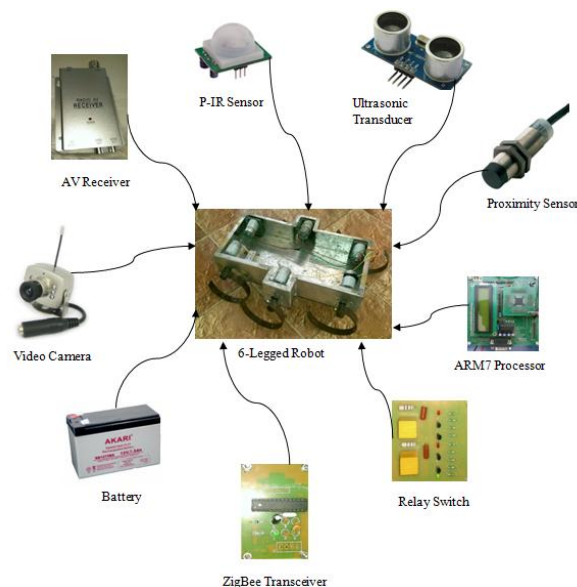 P-IR Sensor
Ultrasonic
Transducer
RECEIVER
AV Receiver
Proximity Sensor
Video Camera
6-Legged Robot
ARM7 Processor
AKARI
Battery
Relay Switch
ZigBee Transceiver